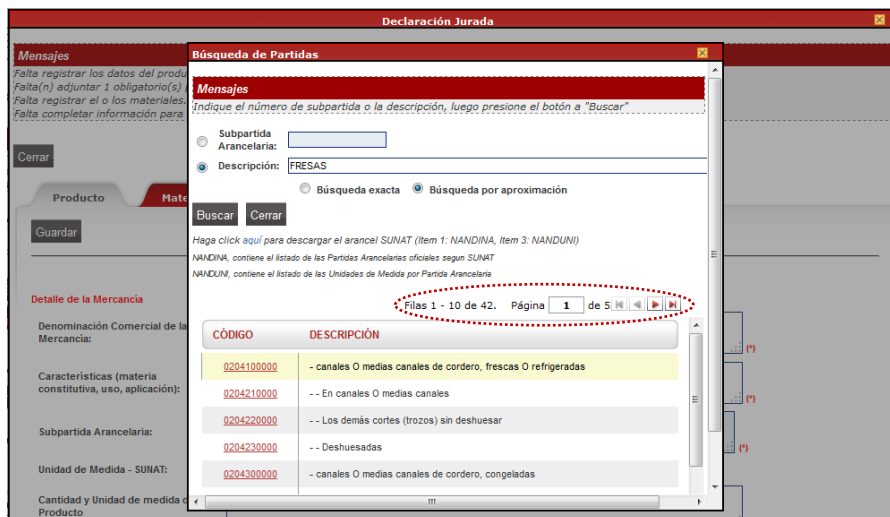 Declaración Jurada
Mensajes
Falta registrar los datos del produ
Falta(n) adjuntar 1 obligatorio(s)
Falta registrar el o los materiales.
Falta completar información para
Cerrar
Producto
Mate
Guardar
Detalle de la Mercancía
Denominación Comercial de la
Mercancía:
(*)
Características (materia
constitutiva, uso, aplicación):
(*)
Subpartida Arancelaria:
(*)
Unidad de Medida - SUNAT:
Cantidad y Unidad de medida d
Producto
Búsqueda de Partidas
Mensajes
Indique el número de subpartida o la descripción, luego presione el botón a "Buscar"
Subpartida
Arancelaria:
Descripción: FRESAS
Búsqueda exacta Búsqueda por aproximación
Buscar Cerrar
Haga click aquí para descargar el arancel SUNAT (Item 1: NANDINA, Item 3: NANDUNI)
NANDINA, contiene el listado de las Partidas Arancelarias oficiales segun SUNAT
NANDUNI, contiene el listado de las Unidades de Medida por Partida Arancelaria
Filas 1 - 10 de 42. Página 1 de 5
CÓDIGO DESCRIPCIÓN
0204100000 - canales O medias canales de cordero, frescas O refrigeradas
0204210000 - - En canales O medias canales
0204220000 - - Los demás cortes (trozos) sin deshuesar
0204230000 - - Deshuesadas
0204300000 - canales O medias canales de cordero, congeladas